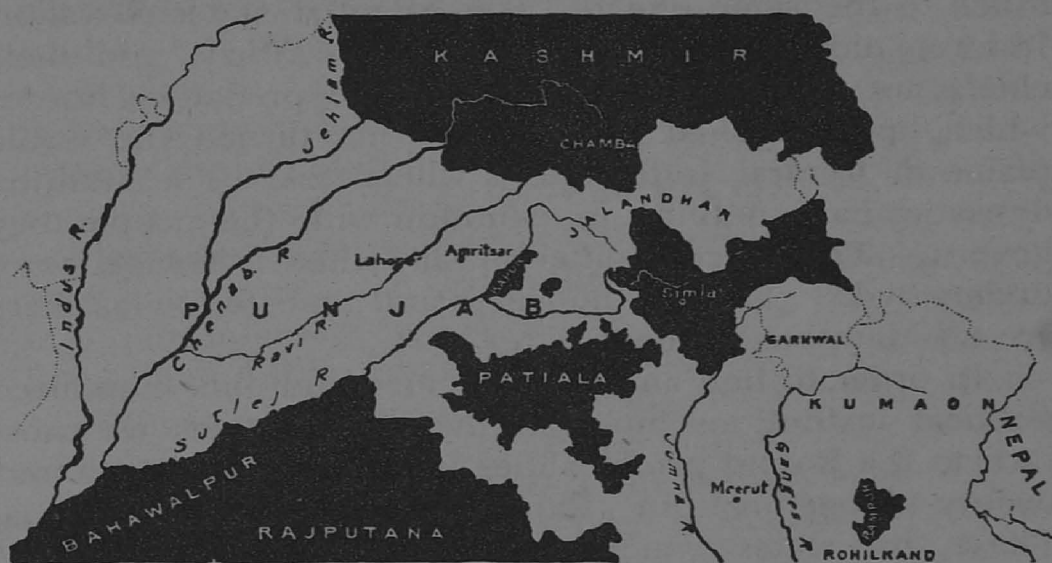 KASHMIR
Jehlam R.
CHAMBA
JALANDHAR
Indus R.
Lahore
Amritsar
Chenab. R
PUNJAB
Simla
Ravi R.
GARHWAL
R
PATIALA
KUMAON
Sutlej
NEPAL
Jumna R.
Ganges R
Meerut
BAHAWALPUR
RAJPUTANA
ROHILKAND